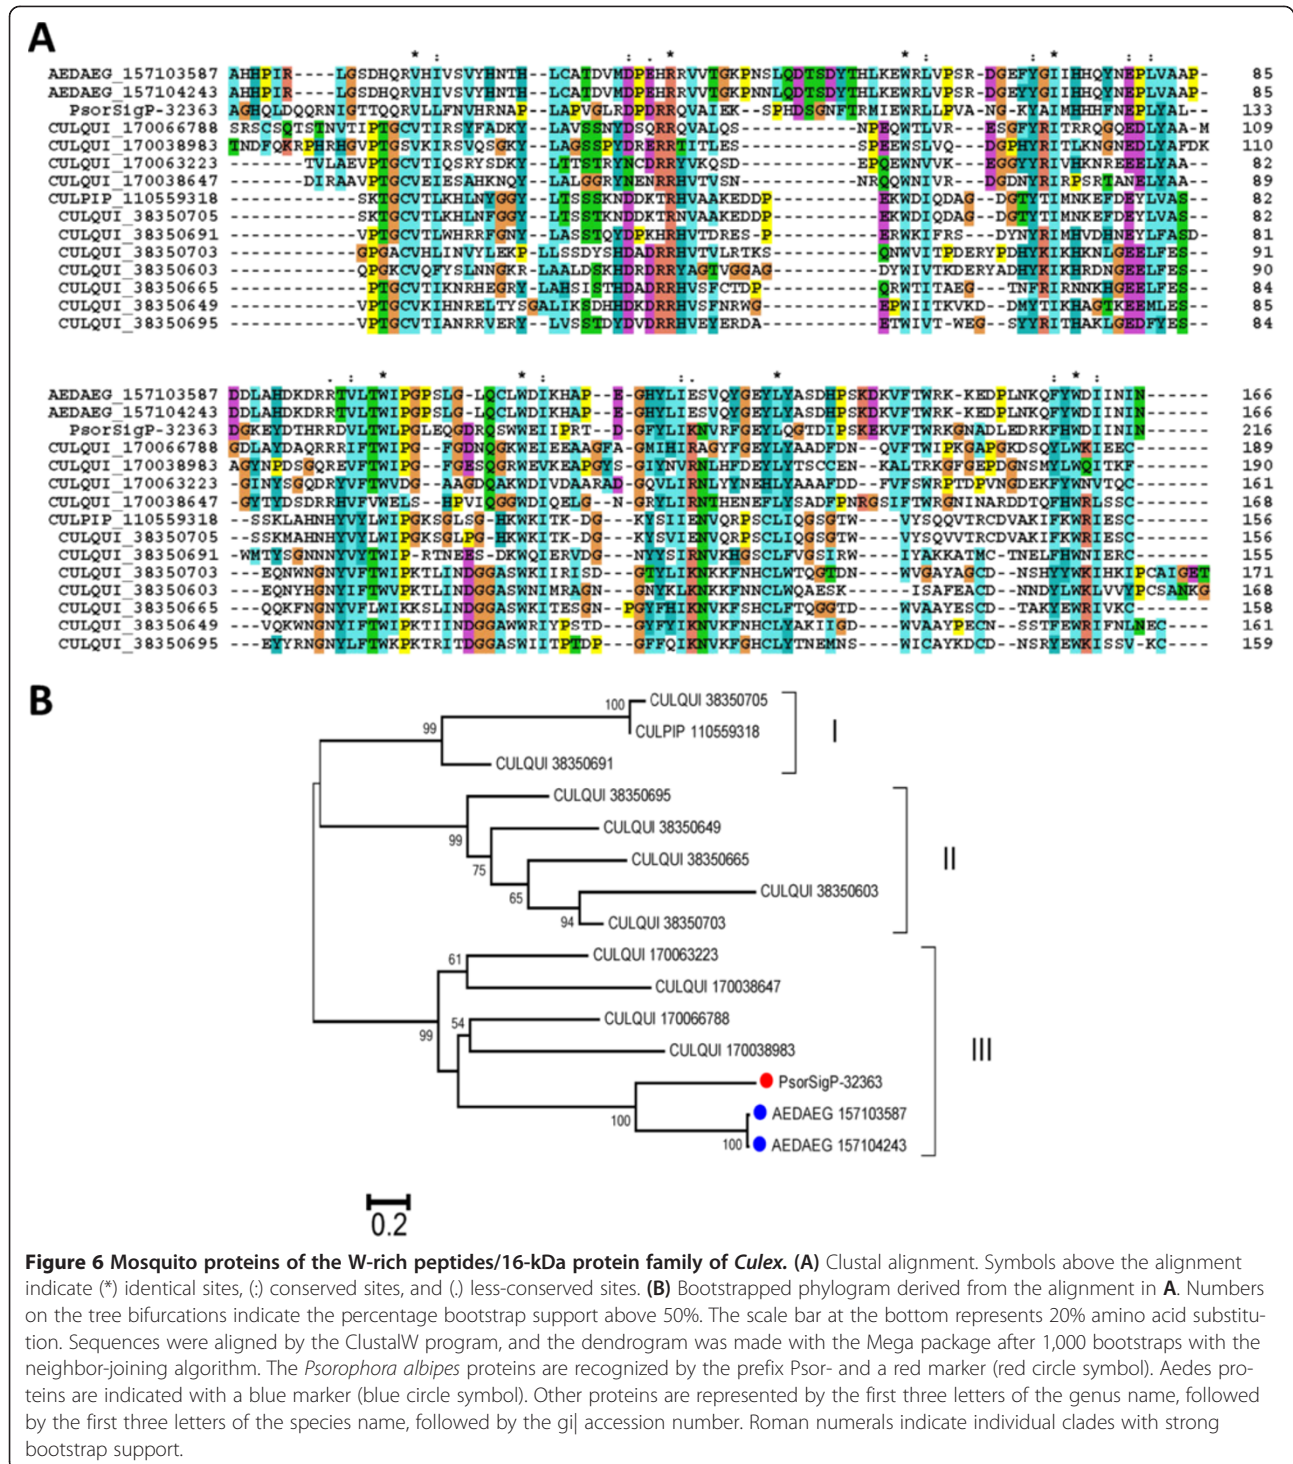 A
* : : . * * : : * : :
AEDAEG_157103587 AHHPIR----LGSDHQRVHIVSVYHNTH--LCATDVMDPEHRRVVTGKPNSLQDTSDYTHLKEWRLVPSR-DGEFYGIIHHQYNEPLVAAP- 85
AEDAEG_157104243 AHHPIR----LGSDHQRVHIVSVYHNTH--LCATDVMDPEHRRVVTGKPNNLQDTSDYTHLKEWRLVPSR-DGEYYGIIHHQYNEPLVAAP- 85
PsorSigP-32363 AGHQLDQQRNIGTTQQRVLLFNVHRNAP--LAPVGLRDPEHRQVAIEK--SPHDSGNFTRMIEWRLLPVA-NG-KYAIMHHHFNEPLYAL-- 133
CULQUI_170066788 SRSCSQTSTNVTIPTGCVTIRSYFADKY--LAVSSNYDSQRRQVALQS-----------NPEQWTLVR---ESGFYRITRRQGQEDLYAA-M 109
CULQUI_170038983 TNDFQKRPHRHGVPTGSVKIRSVQSGKY--LAGSSPYDRERRTITLES-----------SPEEWSLVQ---DGPHYRITLKNGNEDLYAFDK 110
CULQUI_170063223 -------TVLAEVPTGCVTIQSRYSDKY--LTTSTRYNCDRRYVKQSD-----------EPQEWNVVK---EGGYYRIVHKNREEELYAA-- 82
CULQUI_170038647 -------DIRAAVPTGCVEIESAHKNQY--LALGGRYNENRRHVTVSN-----------NRQQWNIVR---DGDNYRIRPSRTANELYAA-- 89
CULPIP_110559318 ------------SKTGCVTLKHLNYGGY--LTSSSTKNDDKTRHVAAKEDDP----------EKWDIQDAG--DGTYTIMNKEFDEYLVAS-- 82
CULQUI_38350705 ------------SKTGCVTLKHLNFGGY--LTSSSTKNDDKTRNVAAKEDDP----------EKWDIQDAG--DGTYTIMNKEFDEYLVAS-- 82
CULQUI_38350691 ------------VPTGCVTLWHRRFGNY--LASSTQYDPKHRHVTDRES-P----------ERWKIFRS---DYNYRIMHVDHNEYLFASD- 81
CULQUI_38350703 ------------GPGACVHLINVYLEKP--LLSSDYSHDADRRHVTVLRTKS----------QNWVITPDERYPDHYKIKHKNLGEELFES-- 91
CULQUI_38350603 ------------QPGKCVQFYSLNNGKR--LAALDSKHDRDRRYAGTVGGAG----------DYWIVTKDERYADHYKIKHRDNGEELFES-- 90
CULQUI_38350665 ------------PTGCVTIKNRHEGRY--LAHSISTHDADRRHVSFCTDP-----------QRWTITAEG---TNFRIRNNKHGEELFES-- 84
CULQUI_38350649 ------------VPTGCVKIHNRELTYSGALIKSDHHDKDRRHVSFNRWG-----------EPWIITKVKD--DMYTIKHAGTKEEMLES-- 85
CULQUI_38350695 ------------VPTGCVTIANRRVERY--LVSSTDYDVDRRHVEYERDA-----------ETWIVT-WEG--SYYRITHAKLGEDFYES-- 84
. : * * : : . * : * :
AEDAEG_157103587 DDLAHDKDRRTVLTWIPGPSLG-LQCLWDIKHAP--E-GHYLIESVQYGEYLYASDHPSKDKVFTWRK-KEDPLNKQFYWDIININ------ 166
AEDAEG_157104243 DDLAHDKDRRTVLTWIPGPSLG-LQCLWDIKHAP--E-GHYLIESVQYGEYLYASDHPSKDKVFTWRK-KEDPLNKQFYWDIININ------ 166
PsorSigP-32363 DGKEYDTHRRDVLTWLPGLEQGDRQSWWEIPRT--D-GFYLIKNVRFGEYLQGTDIPSKEKVFTWRKGNADLEDRKFHWDIININ------ 216
CULQUI_170066788 -GDLAYDAQRRIVFTWIPG--FGDNQGKWEIEEAAGFA-MIHIRAGYFGEYLYAADFDN--QVFTWIPKGAPGKDSQYLWKIEEC------- 189
CULQUI_170038983 AGYNPDSGQREVFTWIPG--FGESQGRWEVKEAPGYS-GIYNVRNLHFDEYLYTSCCEN--KALTRKGFGEPDGNSMYLWQITKF------- 190
CULQUI_170063223 -GINYSGQDRYVFTWVDG--AAGDQAKWDIVDAARAD-GQVLIRNLYYNEHLYAAAFDD--FVFSWRPTDPVNGDEKFYWNVTQC------- 161
CULQUI_170038647 -GYTYDSDRRHVFVWELS--HPVIQGGWDIQELG---N-GRYLIRNTHENEFLYSADFPNRGSIFTWRGNINARDDTQFHWRLSC------- 168
CULPIP_110559318 --SSKLAHNHYVYLWIPGKSGLSG-HKWKITK-DG---KYSIIENVQRPSCLIQGSGTW----VYSQQVTRCDVAKIFKWRIESC------- 156
CULQUI_38350705 --SSKMAHNHYVYLWIPGKSGLPG-HKWKITK-DG---KYSVIENVQRPSCLIQGSGTW----VYSQQVTRCDVAKIFKWRIESC------- 156
CULQUI_38350691 -WMTYSGNNNYVYTWIP-RTNEES-DKWQIERVDG---NYYSIRNVKHGSCLFVGSIRW----IYAKKATMC-TNELFHWNIERC------- 155
CULQUI_38350703 ---EQNWNGNYVFTWIPKTLINDGGASWKIIRISD---GTYLIKNKKFNHCLWTQGTDN----WVGAYAGCD--NSHYYWKIHKIPCAIGET 171
CULQUI_38350603 ---EQNYHGNYIFTWVPKTLINDGGASWNIMRAGN---GNYKLKNKKFNHCLWQAESK-----ISAFEACD--NNDYLWKLVVYPCSANKG 168
CULQUI_38350665 ---QQKFNGNYVFLWIKKSLINDGGASWKITESGN--PGYFHIKNVKFNSHCLFTQGGTD---WVAAYESCD--TAKYEWRIVKC------- 158
CULQUI_38350649 ---VQKWNGNYIFTWIPKTIINDGGAWWRIYPSTD---GFYFIKNVKFNHCLYAKIIGD----WVAAYPECN--SSTFEWRIFNLNEC---- 161
CULQUI_38350695 ---EYYRNGNYLFTWKPKTRIITDGGASWIITPTDP--GFFQIKNVKFGHCLYTNEMNS----WICAYKDCD--NSRYEWKISSV-KC---- 159
B
100
CULQUI 38350705
CULPIP 110559318
I
99
CULQUI 38350691
CULQUI 38350695
CULQUI 38350649
99
II
75
CULQUI 38350665
65
CULQUI 38350603
94
CULQUI 38350703
61
CULQUI 170063223
CULQUI 170038647
54
CULQUI 170066788
99
CULQUI 170038983
III
PsorSigP-32363
100
AEDAEG 157103587
100
AEDAEG 157104243
0.2
Figure 6 Mosquito proteins of the W-rich peptides/16-kDa protein family of Culex. (A) Clustal alignment. Symbols above the alignment
indicate (*) identical sites, (:) conserved sites, and (.) less-conserved sites. (B) Bootstrapped phylogram derived from the alignment in A. Numbers
on the tree bifurcations indicate the percentage bootstrap support above 50%. The scale bar at the bottom represents 20% amino acid substitu-
tion. Sequences were aligned by the ClustalW program, and the dendrogram was made with the Mega package after 1,000 bootstraps with the
neighbor-joining algorithm. The Psorophora albipes proteins are recognized by the prefix Psor- and a red marker (red circle symbol). Aedes pro-
teins are indicated with a blue marker (blue circle symbol). Other proteins are represented by the first three letters of the genus name, followed
by the first three letters of the species name, followed by the gi| accession number. Roman numerals indicate individual clades with strong
bootstrap support.